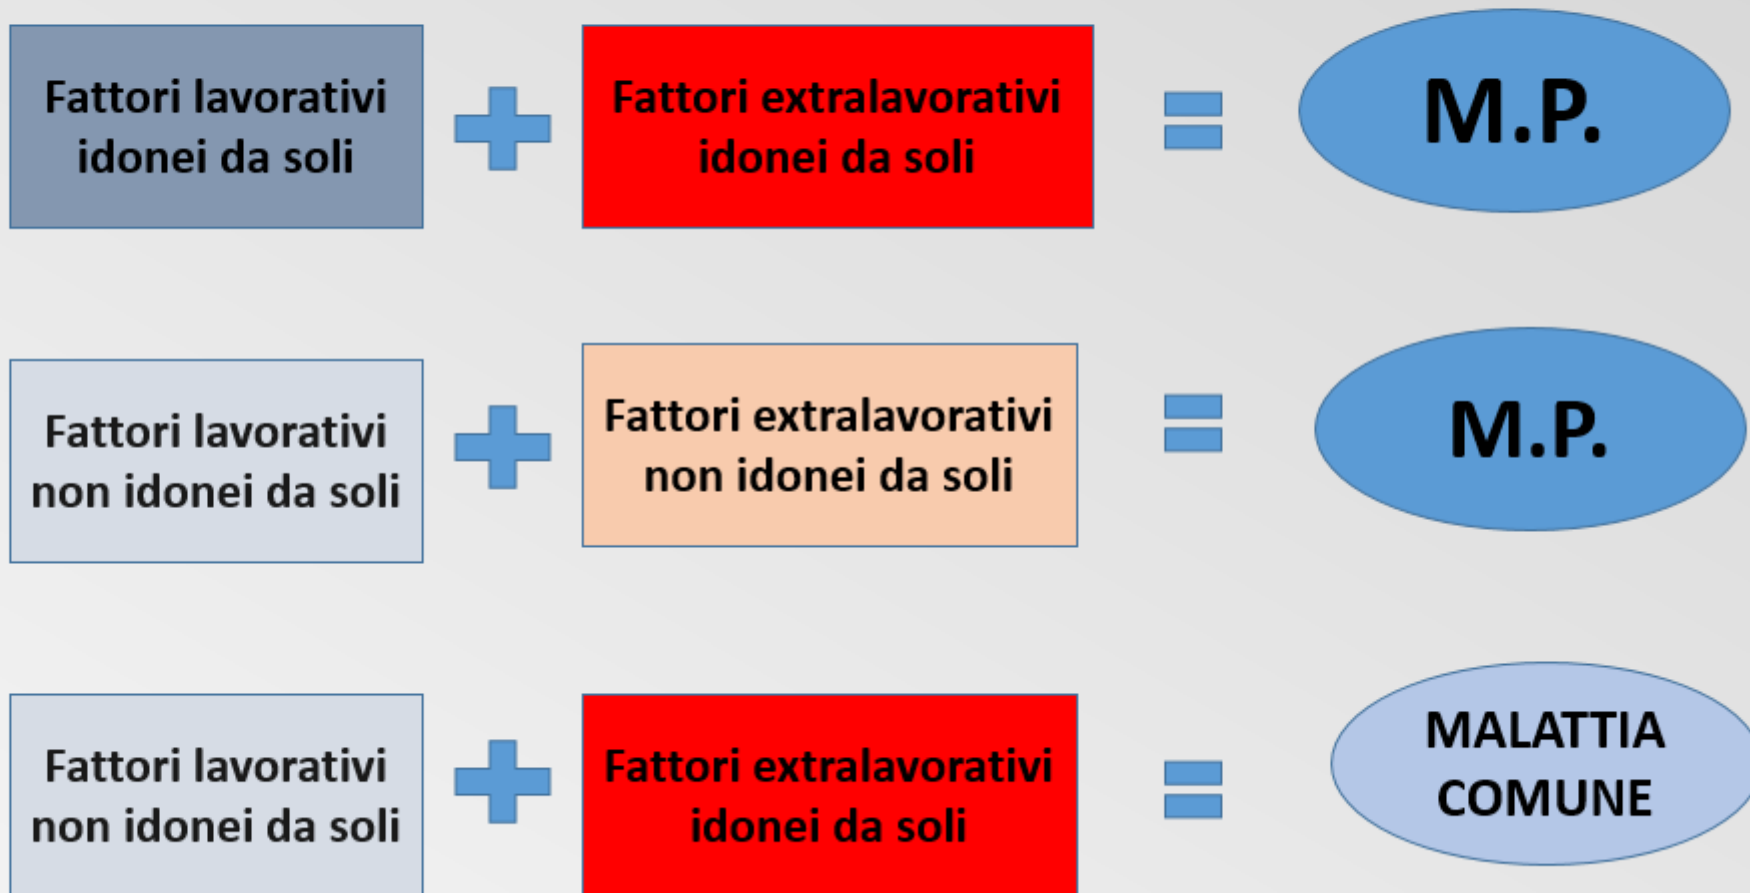 Fattori lavorativi
idonei da soli
Fattori extralavorativi
idonei da soli
M.P.
Fattori lavorativi
non idonei da soli
Fattori extralavorativi
non idonei da soli
M.P.
Fattori lavorativi
non idonei da soli
Fattori extralavorativi
idonei da soli
MALATTIA
COMUNE